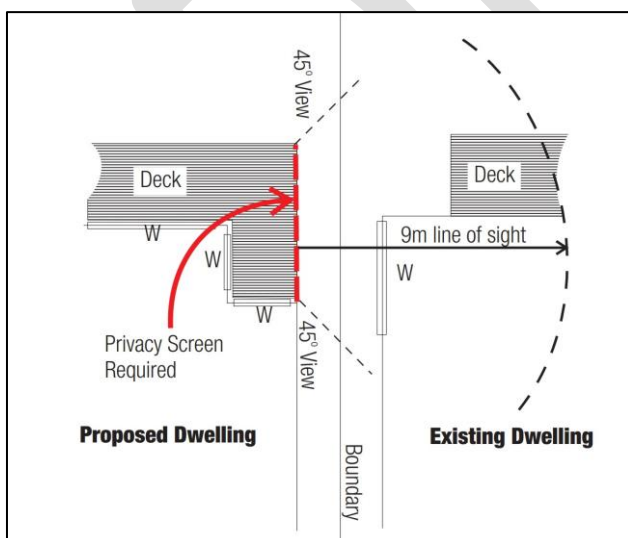 45° View
Deck
Deck
W
9m line of sight
W
W
W
Privacy Screen
Required
45° View
Proposed Dwelling
Existing Dwelling
Boundary